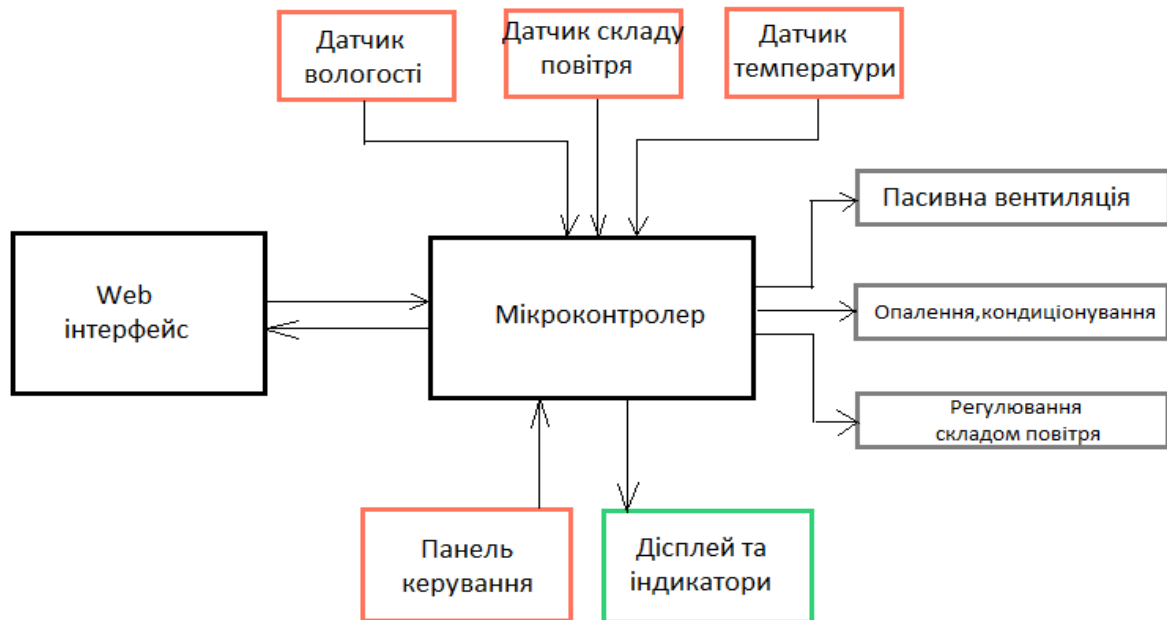 Датчик
вологості
Датчик складу
повітря
Датчик
температури
Пасивна вентиляція
Web
інтерфейс
Мікроконтролер
Опалення,кондиціонування
Регулювання
складом повітря
Панель
керування
Дісплей та
індикатори